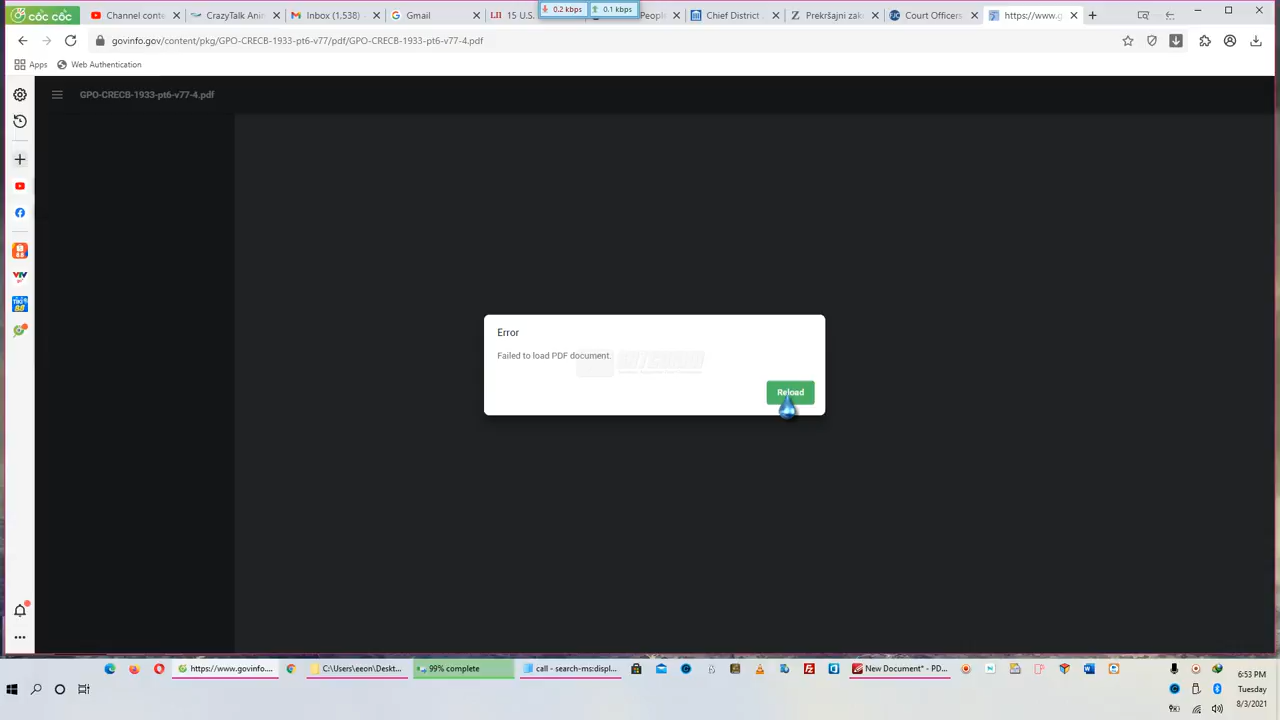 cốc cốc
Channel conte
CrazyTalk Ani
Inbox (1,538)
Gmail
15 U.S.
0.2 kbps
0.1 kbps
Peopl
Chief District
Prekršajni zak
Court Officers
https://www.g
govinfo.gov/content/pkg/GPO-CRECB-1933-pt6-v77/pdf/GPO-CRECB-1933-pt6-v77-4.pdf
Apps
Web Authentication
GPO-CRECB-1933-pt6-v77-4.pdf
Error
Failed to load PDF document.
Reload
https://www.govinfo....
C:\Users\eeon\Deskt...
99% complete
call - search-ms:displ...
New Document* - PD...
6:53 PM
Tuesday
8/3/2021